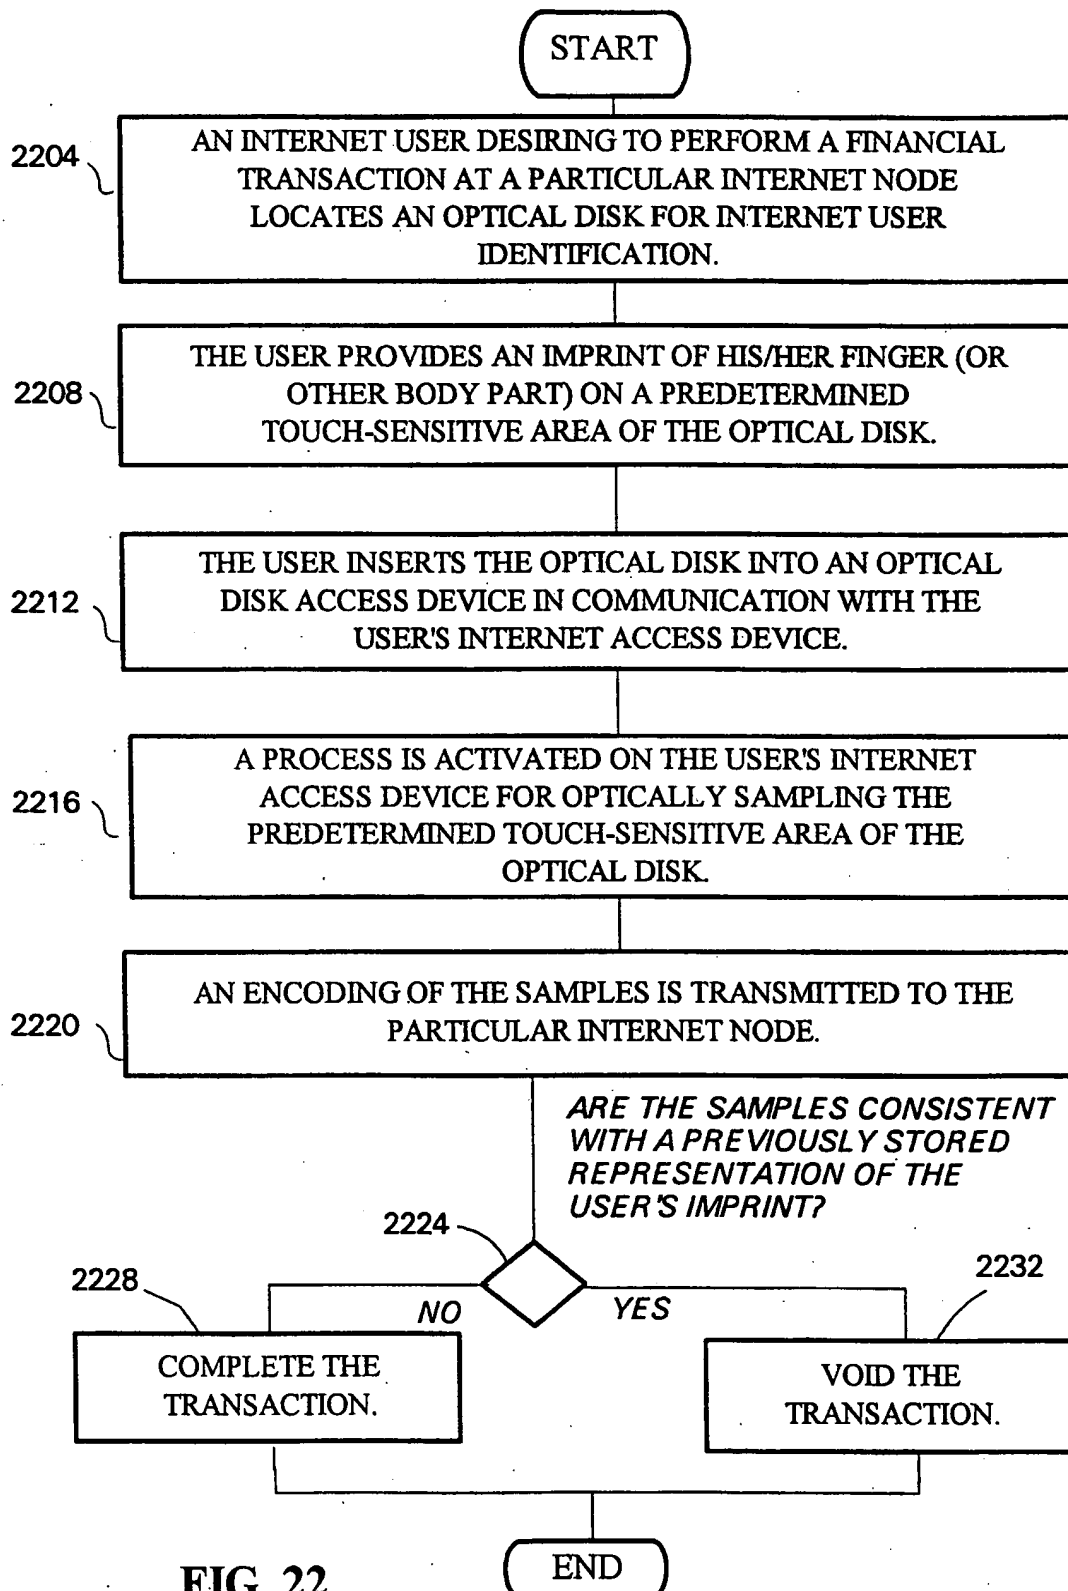 START
2204
AN INTERNET USER DESIRING TO PERFORM A FINANCIAL
TRANSACTION AT A PARTICULAR INTERNET NODE
LOCATES AN OPTICAL DISK FOR INTERNET USER
IDENTIFICATION.
2208
THE USER PROVIDES AN IMPRINT OF HIS/HER FINGER (OR
OTHER BODY PART) ON A PREDETERMINED
TOUCH-SENSITIVE AREA OF THE OPTICAL DISK.
2212
THE USER INSERTS THE OPTICAL DISK INTO AN OPTICAL
DISK ACCESS DEVICE IN COMMUNICATION WITH THE
USER'S INTERNET ACCESS DEVICE.
2216
A PROCESS IS ACTIVATED ON THE USER'S INTERNET
ACCESS DEVICE FOR OPTICALLY SAMPLING THE
PREDETERMINED TOUCH-SENSITIVE AREA OF THE
OPTICAL DISK.
2220
AN ENCODING OF THE SAMPLES IS TRANSMITTED TO THE
PARTICULAR INTERNET NODE.
ARE THE SAMPLES CONSISTENT
WITH A PREVIOUSLY STORED
REPRESENTATION OF THE
USER'S IMPRINT?
2224
2228
2232
NO
YES
COMPLETE THE
TRANSACTION.
VOID THE
TRANSACTION.
END
FIG. 22